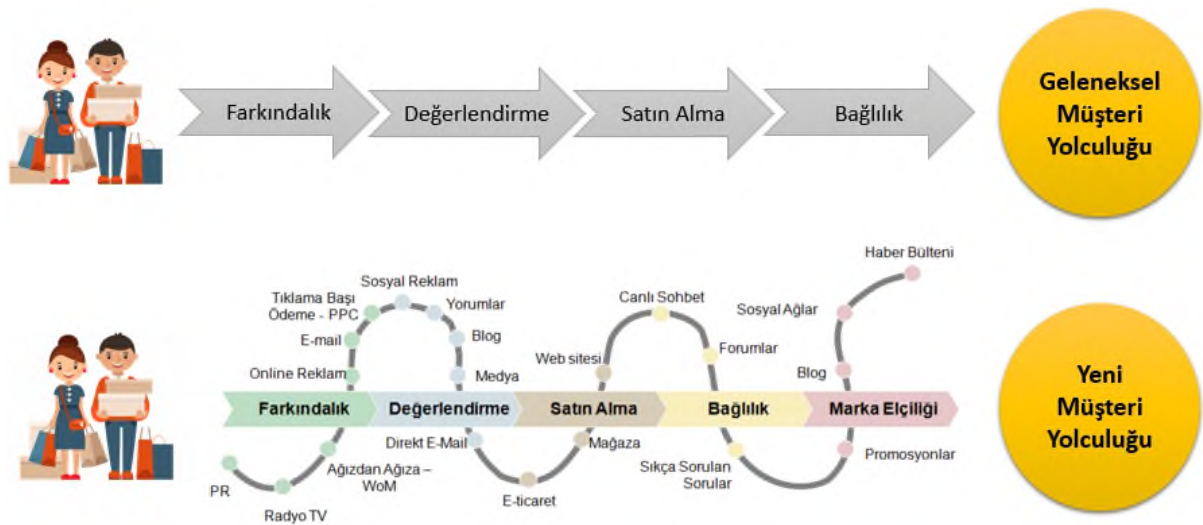 Farkındalık
Değerlendirme
Satın Alma
Bağlılık
Geleneksel
Müşteri
Yolculuğu
Haber Bülteni
Sosyal Reklam
Tıklama Başı
Ödeme - PPC
Yorumlar
Canlı Sohbet
Sosyal Ağlar
E-mail
Blog
Forumlar
Web sitesi
Online Reklam
Medya
Blog
Farkındalık
Değerlendirme
Satın Alma
Bağlılık
Marka Elçiliği
Yeni
Müşteri
Yolculuğu
Direkt E-Mail
Mağaza
Ağızdan Ağıza –
WoM
Sıkça Sorulan
Sorular
Promosyonlar
PR
E-ticaret
Radyo TV